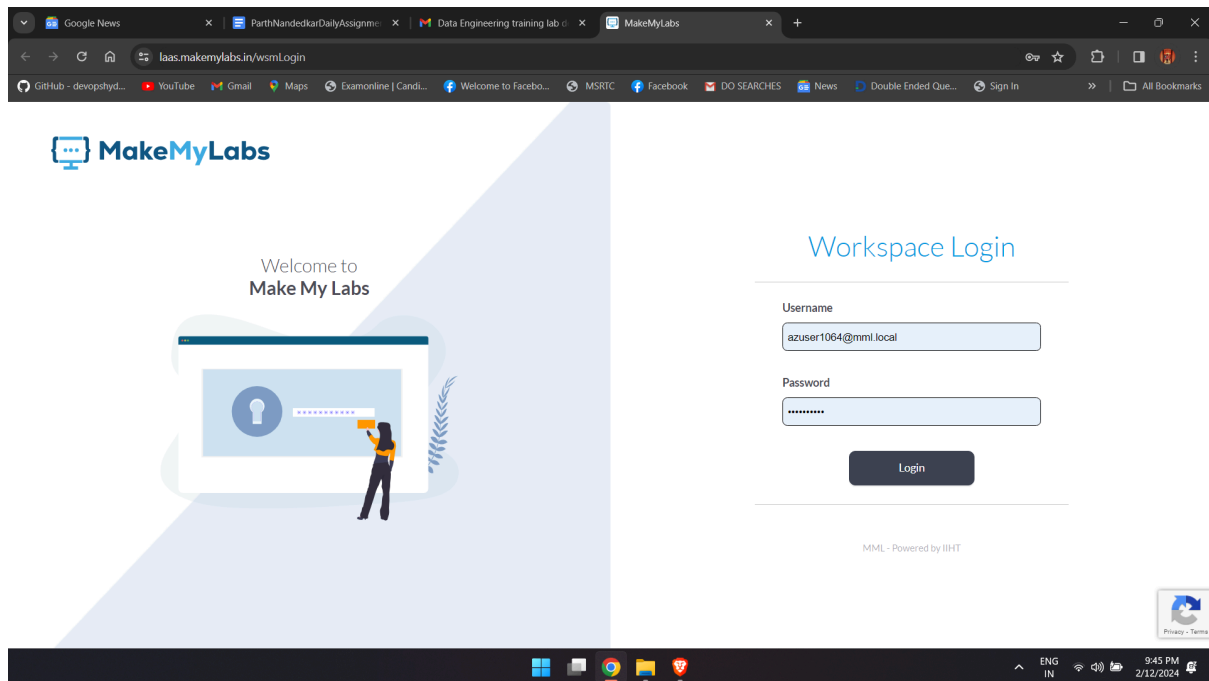 Google News
ParthNandedkarDailyAssignme
Data Engineering training lab d
MakeMyLabs
laas.makemylabs.in/wsmLogin
GitHub - devopshyd...
YouTube
Gmail
Maps
Examonline | Candi...
Welcome to Facebo...
MSRTC
Facebook
DO SEARCHES
News
Double Ended Que...
Sign In
»
All Bookmarks
{...} MakeMyLabs
Welcome to
Make My Labs
Workspace Login
Username
azuser1064@mml.local
Password
••••••••••
Login
MML - Powered by IIHT
Privacy - Terms
ENG
IN
9:45 PM
2/12/2024